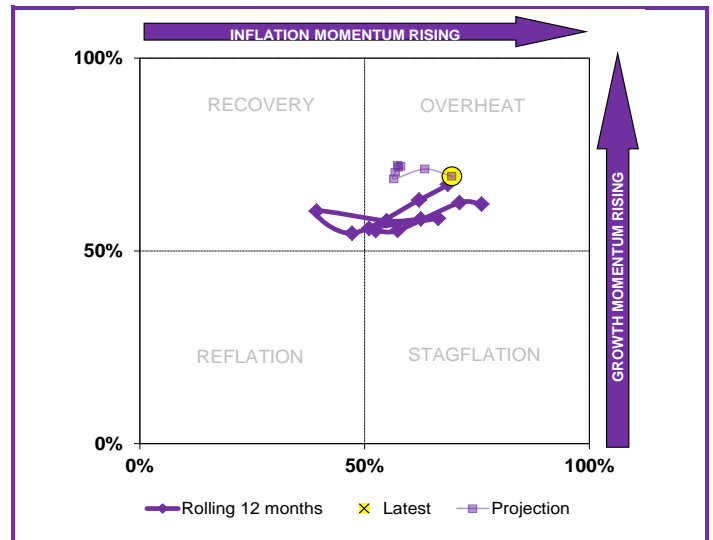 INFLATION MOMENTUM RISING
100%
RECOVERY OVERHEAT
50%
GROWTH MOMENTUM RISING
REFLATION STAGFLATION
0%
0% 50% 100%
Rolling 12 months Latest Projection